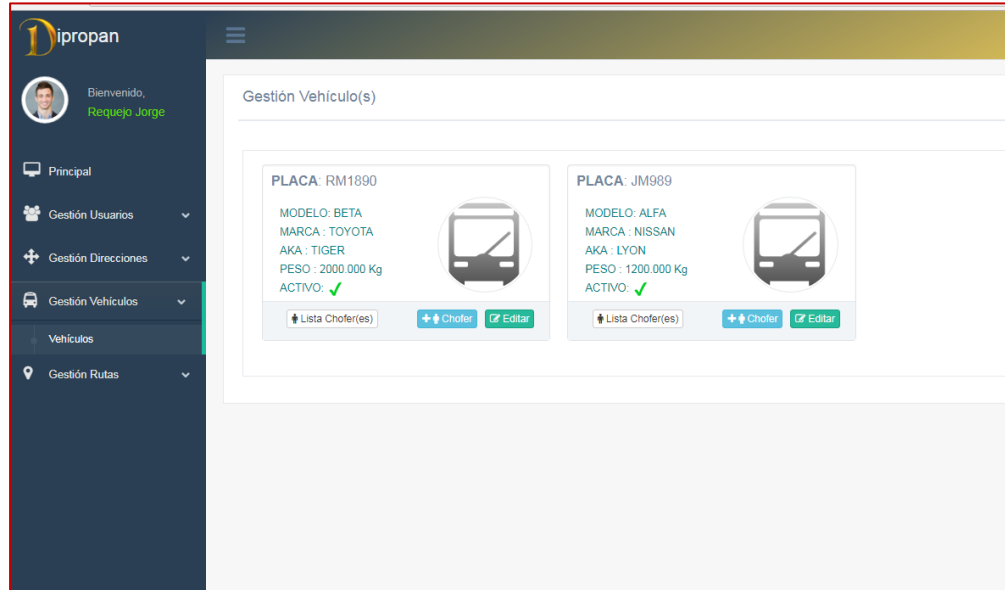 Dipropan
Bienvenido,
Requejo Jorge
Principal
Gestión Usuarios
Gestión Direcciones
Gestión Vehículos
Vehículos
Gestión Rutas
Gestión Vehículo(s)
PLACA: RM1890
MODELO: BETA
MARCA : TOYOTA
AKA : TIGER
PESO : 2000.000 Kg
ACTIVO:
Lista Chofer(es)
Chofer
Editar
PLACA: JM989
MODELO: ALFA
MARCA : NISSAN
AKA : LYON
PESO : 1200.000 Kg
ACTIVO:
Lista Chofer(es)
Chofer
Editar